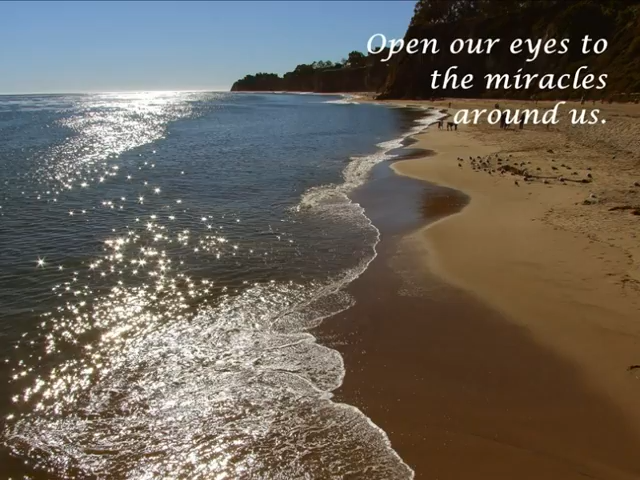 Open our eyes to
the miracles
around us.